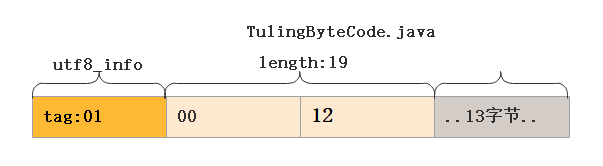 TulingByteCode.java
utf8_info length:19
tag:01 00 12 ..13字节..